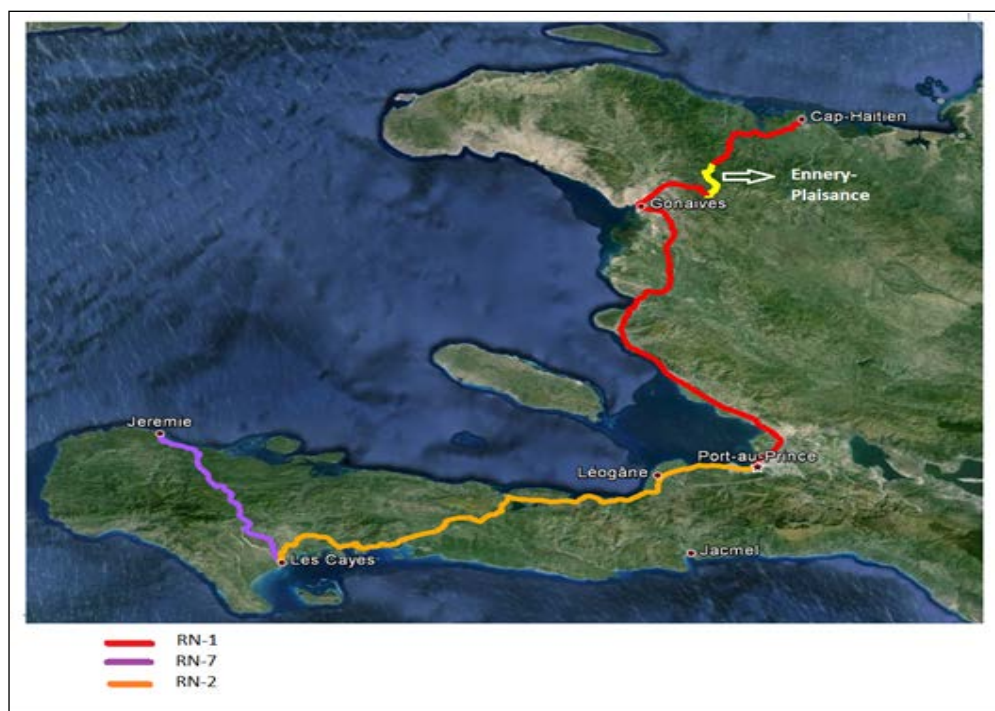 Cap-Haïtien
Ennery-
Plaisance
Gonaïves
Jeremie
Port-au-Prince
Léogâne
Jacmel
Les Cayes
RN-1
RN-7
RN-2